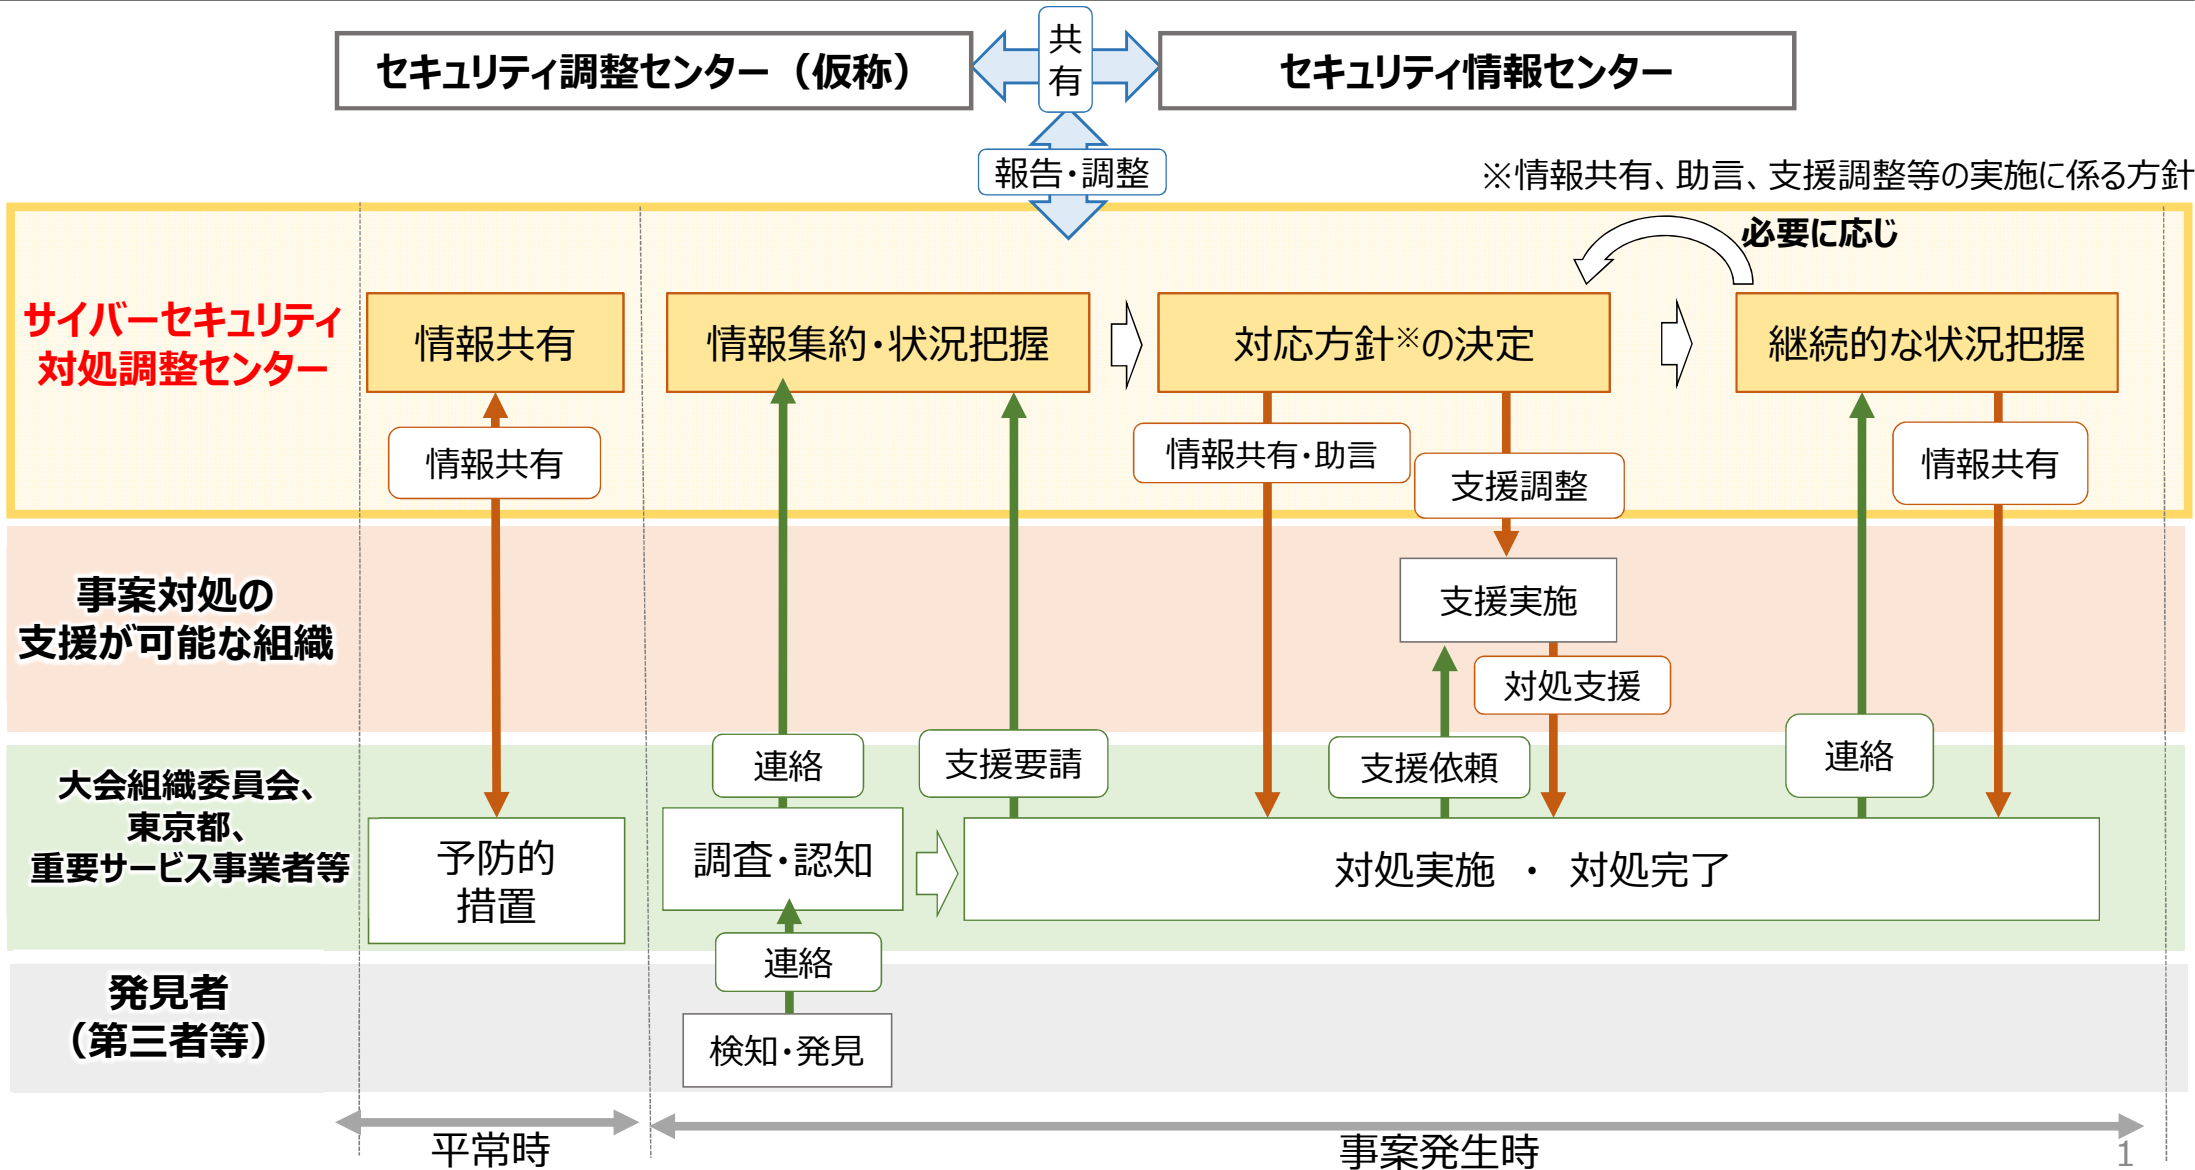 セキュリティ調整センター（仮称）
共
有
セキュリティ情報センター
報告・調整
※情報共有、助言、支援調整等の実施に係る方針
必要に応じ
サイバーセキュリティ
対処調整センター
情報共有
情報集約・状況把握
対応方針※の決定
継続的な状況把握
情報共有
情報共有・助言
支援調整
情報共有
事案対処の
支援が可能な組織
支援実施
対処支援
大会組織委員会、
東京都、
重要サービス事業者等
連絡
支援要請
支援依頼
連絡
予防的
措置
調査・認知
対処実施 ・ 対処完了
発見者
（第三者等）
連絡
検知・発見
平常時
事案発生時
1